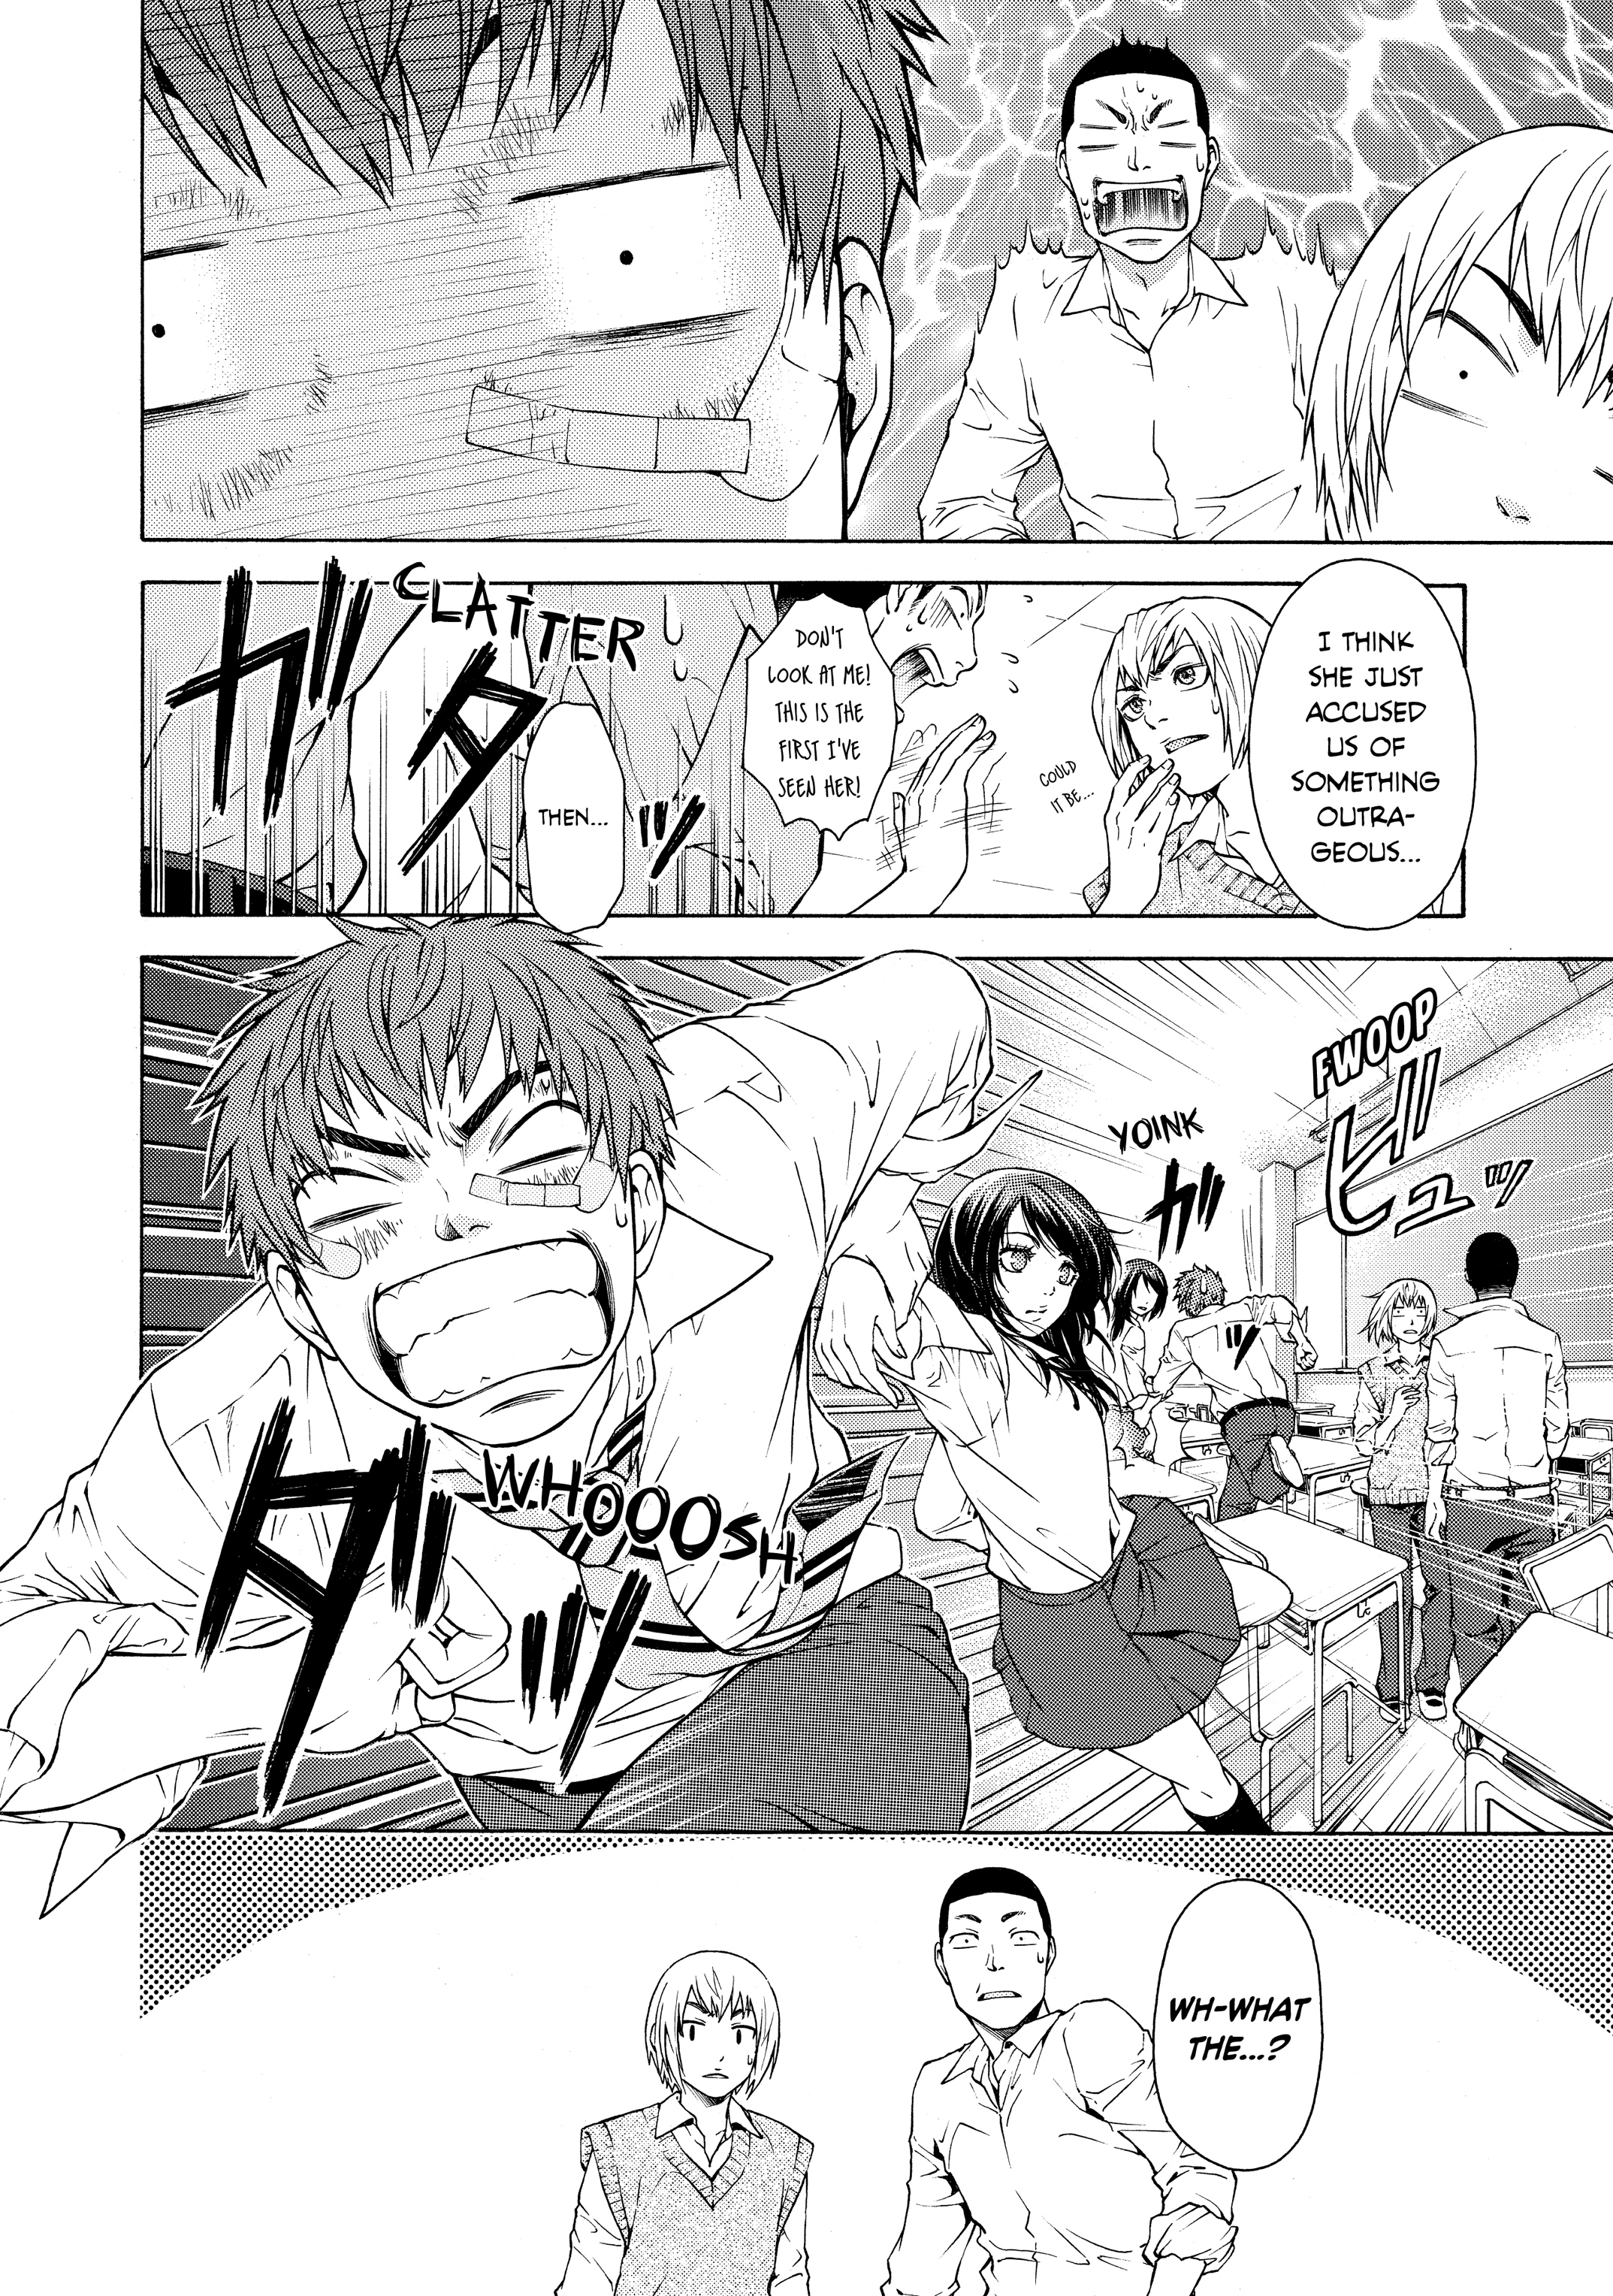 I THINK
SHE JUST
ACCUSED
US OF
SOMETHING
OUTRA-
GEOUS...
COULD
IT BE...
DON'T
LOOK AT ME!
THIS IS THE
FIRST I'VE
SEEN HER!
THEN...
CLATTER
ガタッ
FWOOP
ビュッ
YOINK
ガッ
WHOOOSH
ダッ
WH-WHAT
THE...?